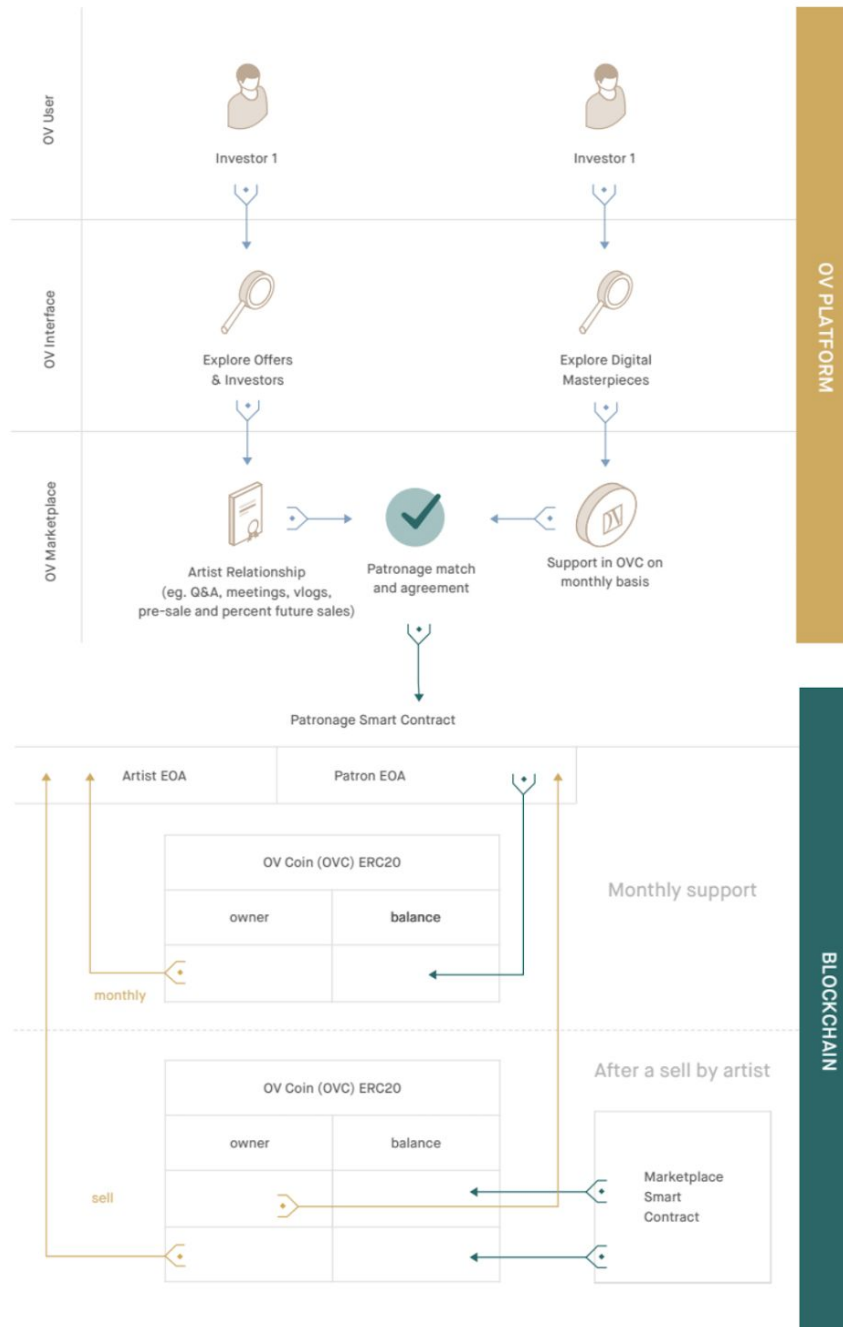 OV User
Investor 1
Investor 1
OV PLATFORM
OV Interface
Explore Offers
& Investors
Explore Digital
Masterpieces
OV Marketplace
Artist Relationship
(eg. Q&A, meetings, vlogs,
pre-sale and percent future sales)
Patronage match
and agreement
Support in OVC on
monthly basis
Patronage Smart Contract
Artist EOA
Patron EOA
BLOCKCHAIN
OV Coin (OVC) ERC20
owner
balance
Monthly support
monthly
After a sell by artist
OV Coin (OVC) ERC20
owner
balance
sell
Marketplace
Smart
Contract